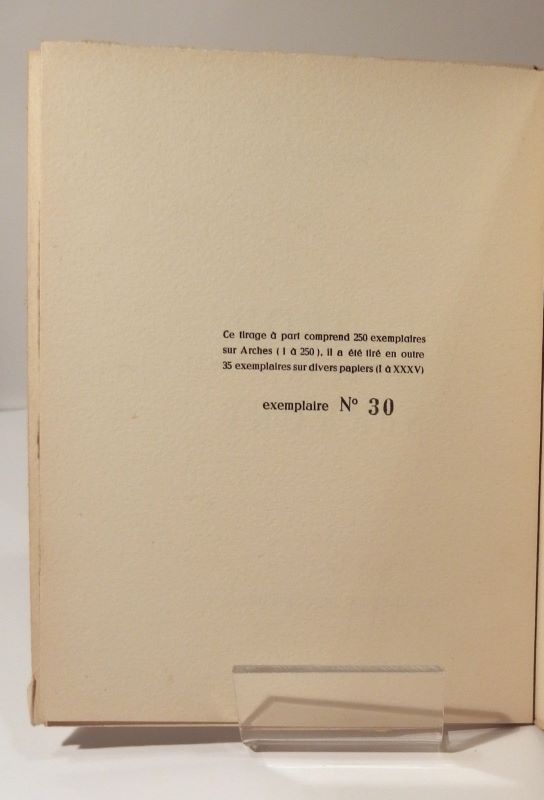 Ce tirage à part comprend 250 exemplaires
sur Arches ( 1 à 250 ), il a été tiré en outre
35 exemplaires sur divers papiers (I à XXXV)
exemplaire Nº 30